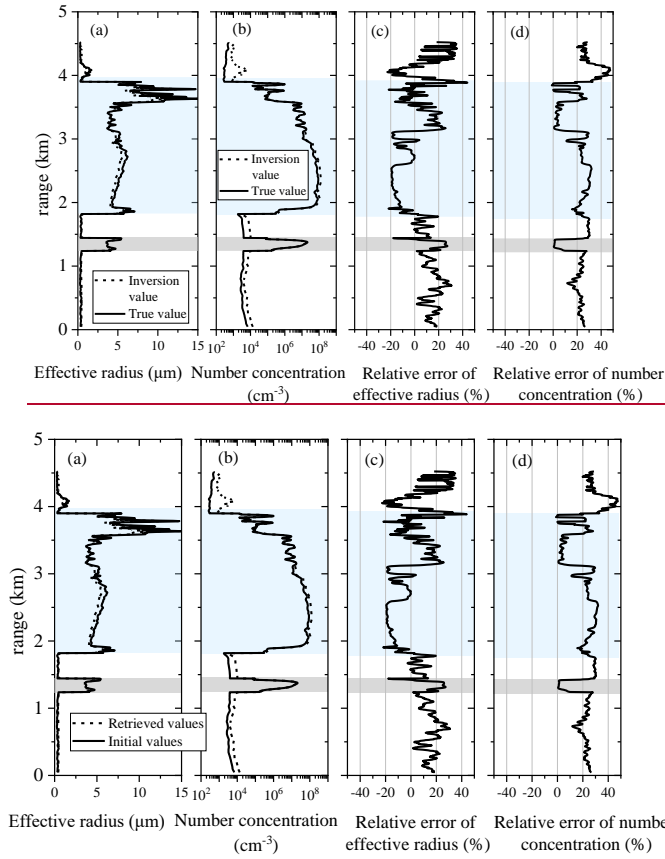 (a) (b) (c) (d)
5
4
3
2
1
0
range (km)
Inversion
value
True value
Inversion
value
True value
0 5 10 15
10² 10⁴ 10⁶ 10⁸
-40 -20 0 20 40
-40 -20 0 20 40
Effective radius (μm) Number concentration Relative error of Relative error of number
(cm⁻³) effective radius (%) concentration (%)
(a) (b) (c) (d)
5
4
3
2
1
0
range (km)
Retrieved values
Initial values
0 5 10 15
10² 10⁴ 10⁶ 10⁸
-40 -20 0 20 40
-40 -20 0 20 40
Effective radius (μm) Number concentration Relative error of Relative error of number
(cm⁻³) effective radius (%) concentration (%)